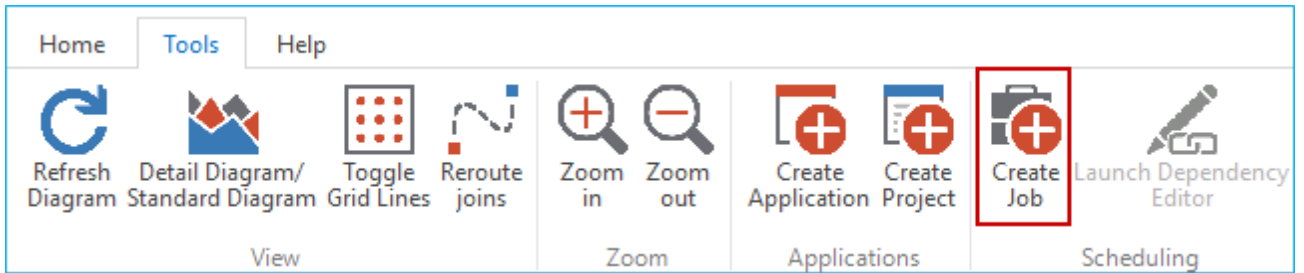 Home Tools Help
Refresh Diagram
Detail Diagram/ Standard Diagram
Toggle Grid Lines
Reroute joins
Zoom in
Zoom out
Create Application
Create Project
Create Job
Launch Dependency Editor
View Zoom Applications Scheduling